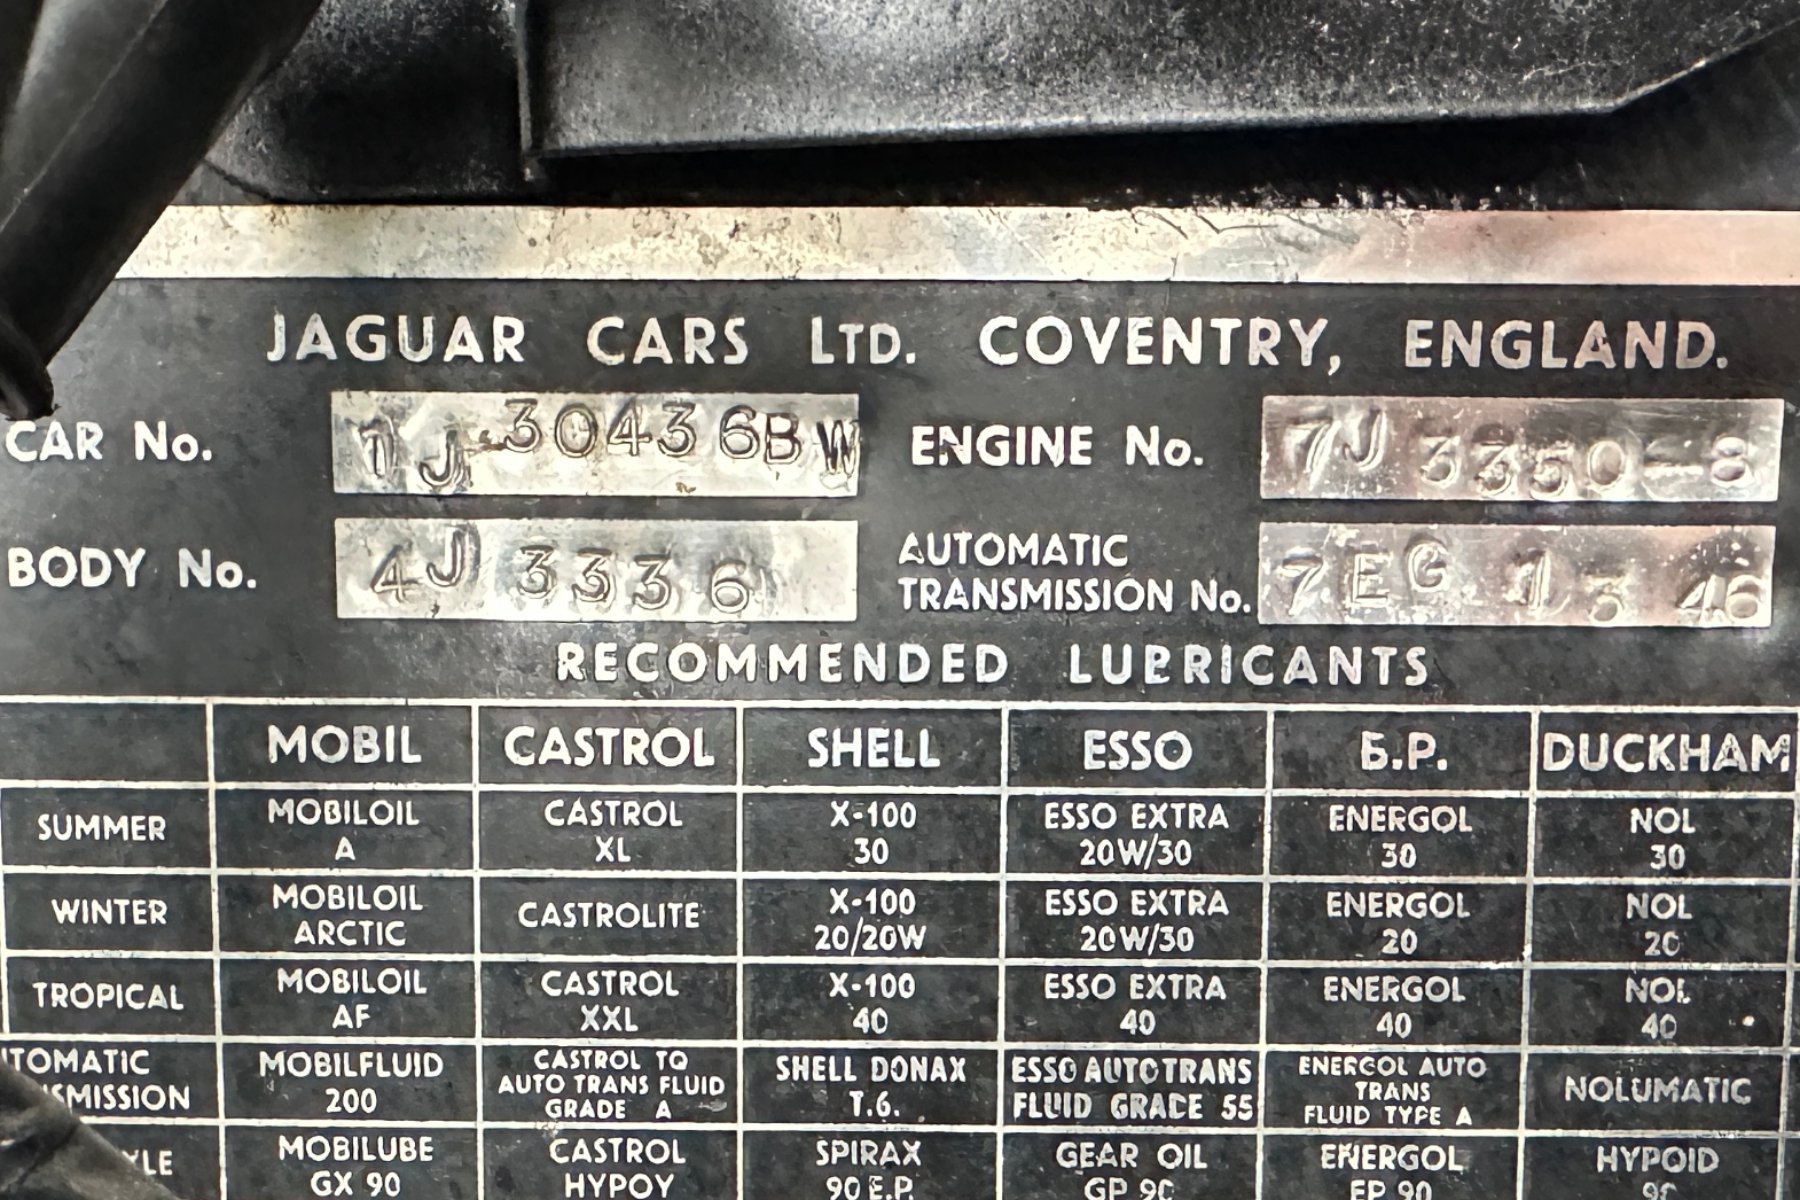 JAGUAR CARS LTD. COVENTRY, ENGLAND.
CAR No. 1J 30436BW ENGINE No. 7J 3350-8
BODY No. 4J 3336 AUTOMATIC TRANSMISSION No. 7EG 1346
RECOMMENDED LUBRICANTS
MOBIL CASTROL SHELL ESSO B.P. DUCKHAM
SUMMER MOBILOIL A CASTROL XL X-100 30 ESSO EXTRA 20W/30 ENERGOL 30 NOL 30
WINTER MOBILOIL ARCTIC CASTROLITE X-100 20/20W ESSO EXTRA 20W/30 ENERGOL 20 NOL 20
TROPICAL MOBILOIL AF CASTROL XXL X-100 40 ESSO EXTRA 40 ENERGOL 40 NOL 40
TOMATIC SMISSION MOBILFLUID 200 CASTROL TQ AUTO TRANS FLUID GRADE A SHELL DONAX T.6. ESSO AUTOTRANS FLUID GRADE 55 ENERGOL AUTO TRANS FLUID TYPE A NOLUMATIC
MOBILUBE GX 90 CASTROL HYPOY SPIRAX 90 E.P. GEAR OIL GP 90 ENERGOL EP 90 HYPOID 90